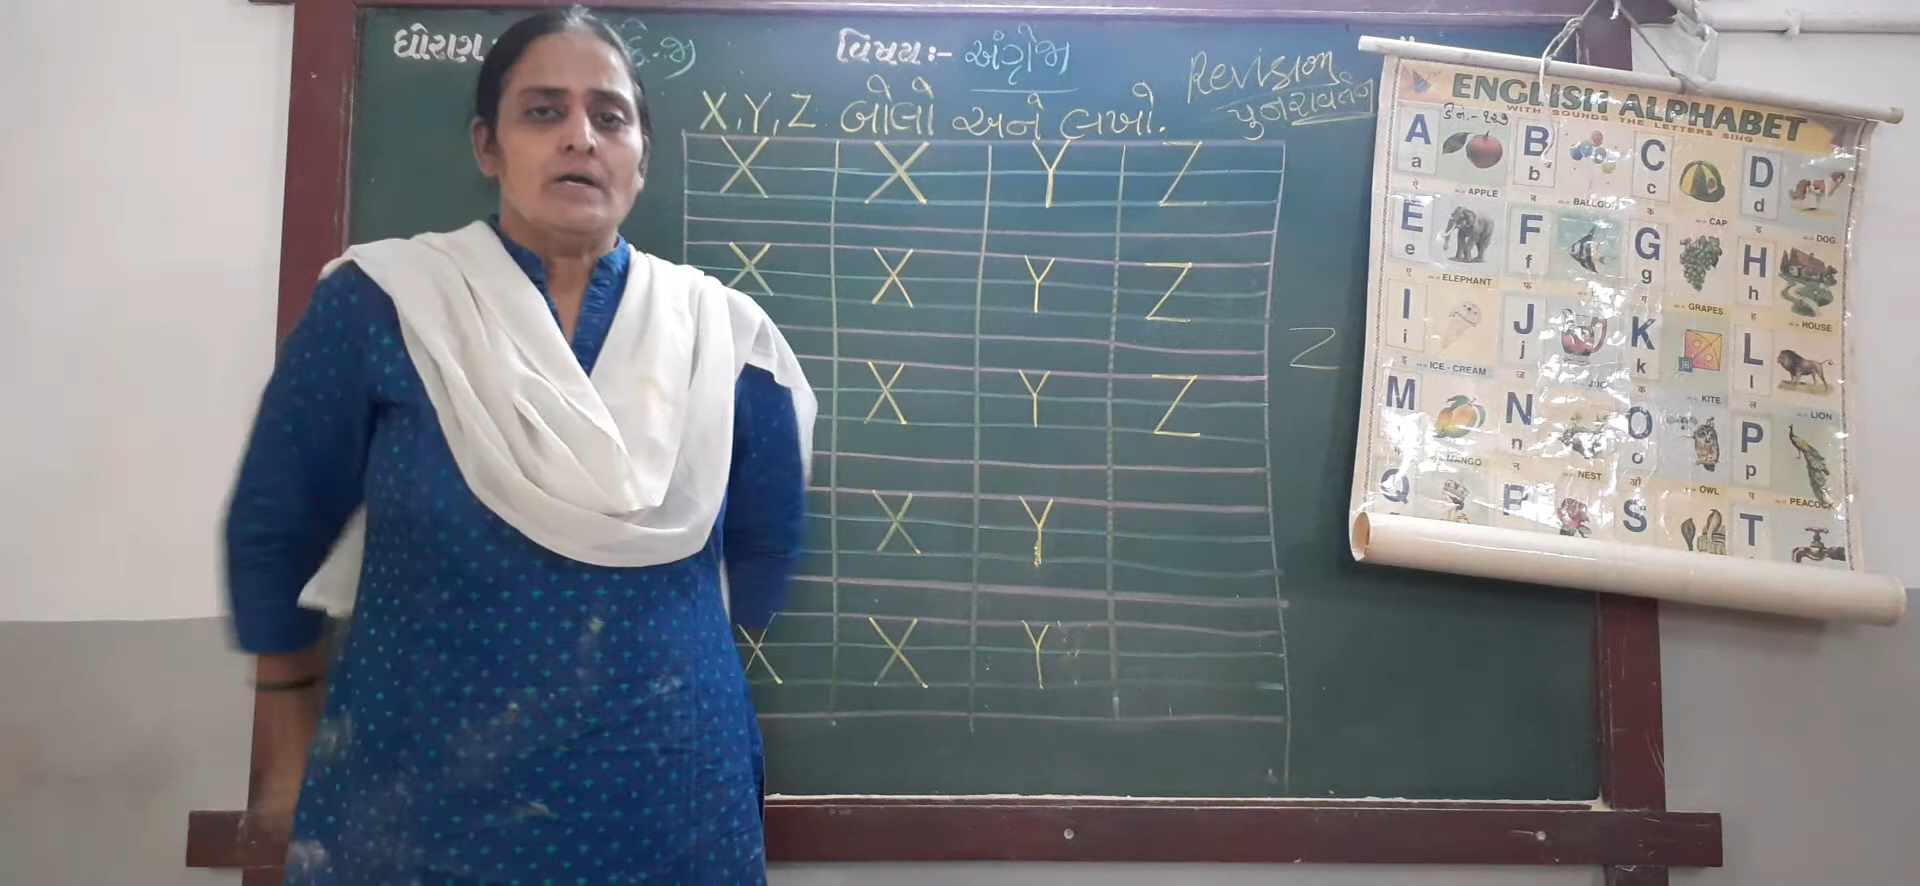 ધોરણ:- સિ.જી
વિષય:- અંગ્રેજી
Revision
પુનરાવર્તન
X, Y, Z. બોલો અને લખો.
X X Y Z
X X Y Z
X Y Z
X Y
X X Y
Z
ENGLISH ALPHABET
WITH SOUNDS THE LETTERS SING
A a B b C c D d
APPLE BALLOON CAP DOG
E e F f G g H h
ELEPHANT GRAPES HOUSE
I i J j K k L l
ICE - CREAM JUG KITE LION
M N n O o P p
MANGO NEST OWL PEACOCK
Q R S T